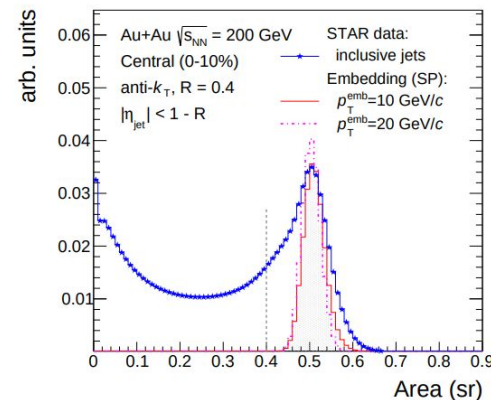 arb. units
0.06
0.05
0.04
0.03
0.02
0.01
Au+Au √s_NN = 200 GeV
Central (0-10%)
anti-k_T, R = 0.4
|η_jet| < 1 - R
STAR data:
inclusive jets
Embedding (SP):
p_T^emb=10 GeV/c
p_T^emb=20 GeV/c
0 0.1 0.2 0.3 0.4 0.5 0.6 0.7 0.8 0.9
Area (sr)